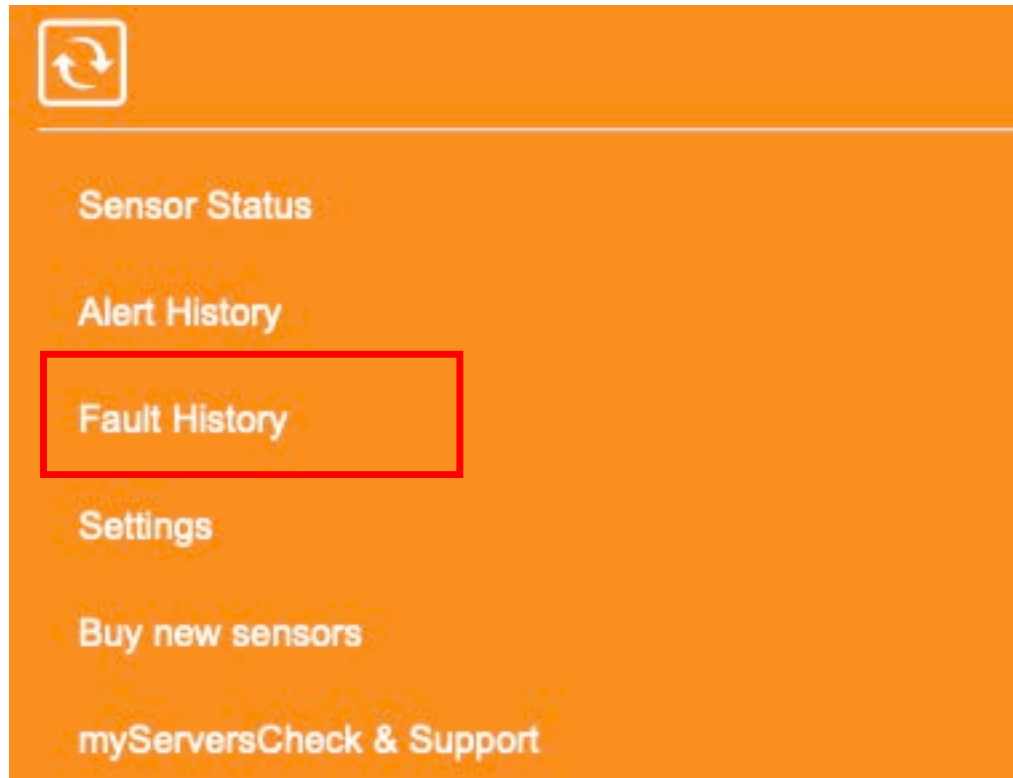 Sensor Status
Alert History
Fault History
Settings
Buy new sensors
myServersCheck & Support